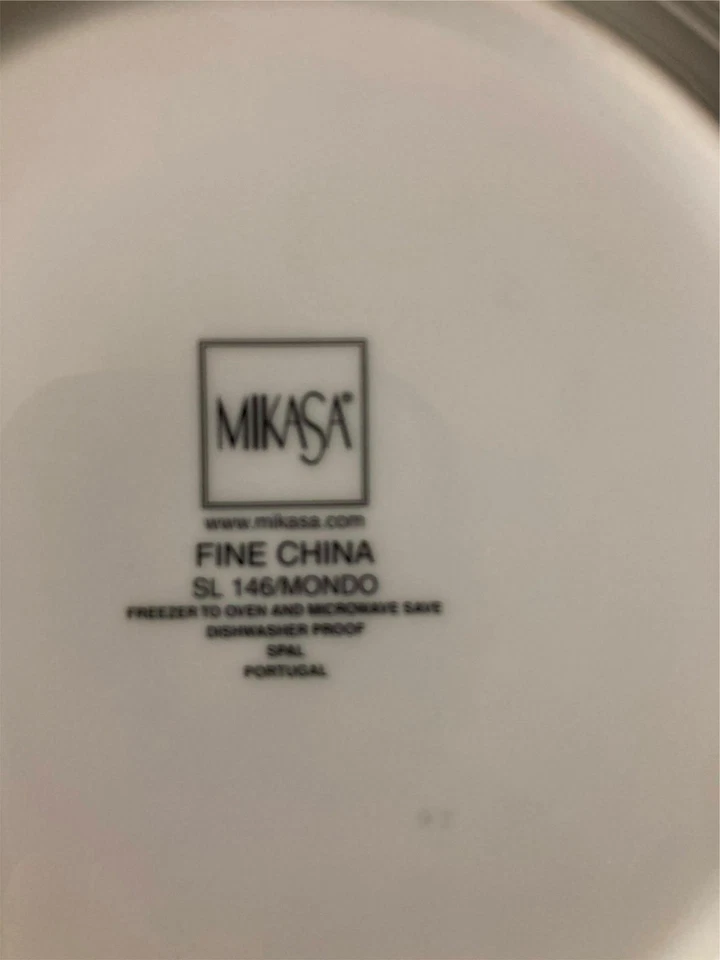 MIKASA®
www.mikasa.com
FINE CHINA
SL 146/MONDO
FREEZER TO OVEN AND MICROWAVE SAVE
DISHWASHER PROOF
SPAL
PORTUGAL